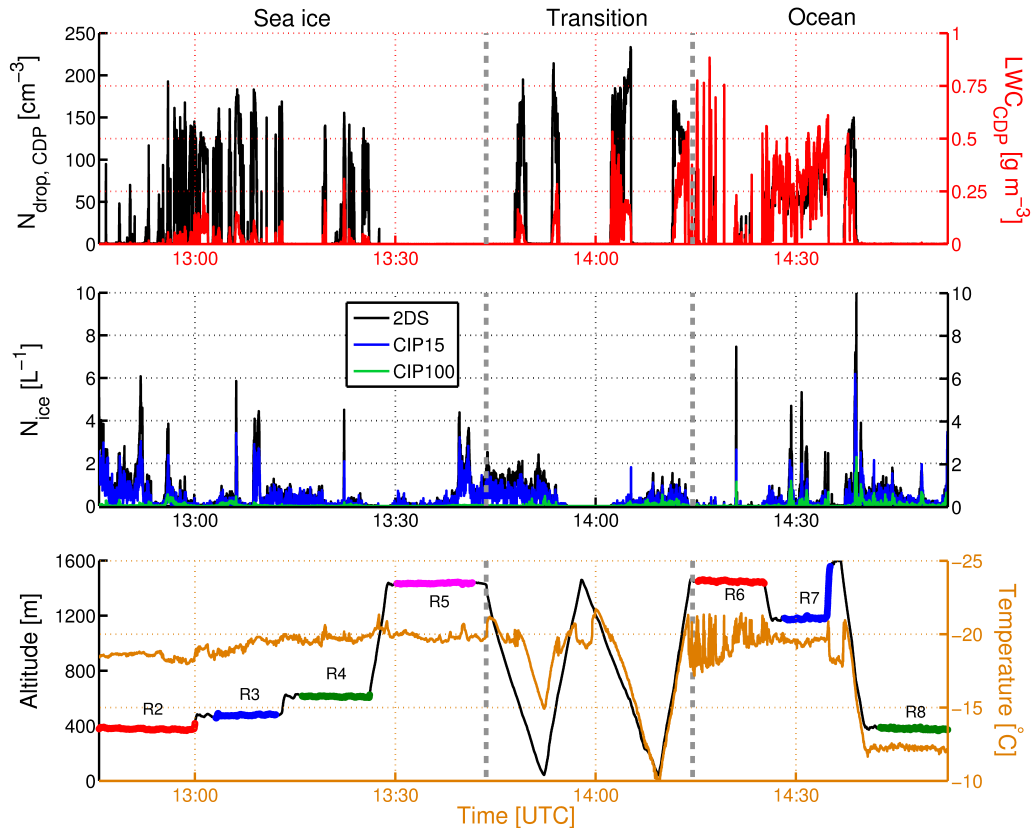 Sea ice Transition Ocean
250 1
200 0.75
150 0.5
100
50 0.25
0 0
N_drop, CDP [cm⁻³]
LWC_CDP [g m⁻³]
13:00 13:30 14:00 14:30
10 10
8 8
6 6
4 4
2 2
0 0
N_ice [L⁻¹]
2DS
CIP15
CIP100
13:00 13:30 14:00 14:30
1600 −25
1200 −20
800
400 −15
0 −10
Altitude [m]
Temperature [°C]
R2 R3 R4 R5 R6 R7 R8
13:00 13:30 14:00 14:30
Time [UTC]